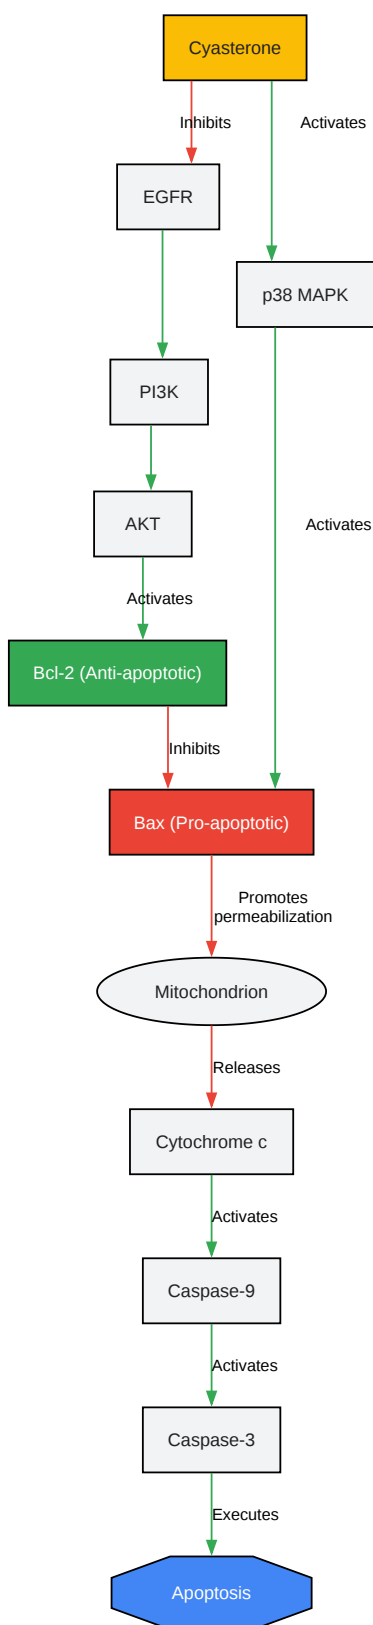 Cyasterone
Inhibits
Activates
EGFR
p38 MAPK
PI3K
AKT
Activates
Activates
Bcl-2 (Anti-apoptotic)
Inhibits
Bax (Pro-apoptotic)
Promotes
permeabilization
Mitochondrion
Releases
Cytochrome c
Activates
Caspase-9
Activates
Caspase-3
Executes
Apoptosis